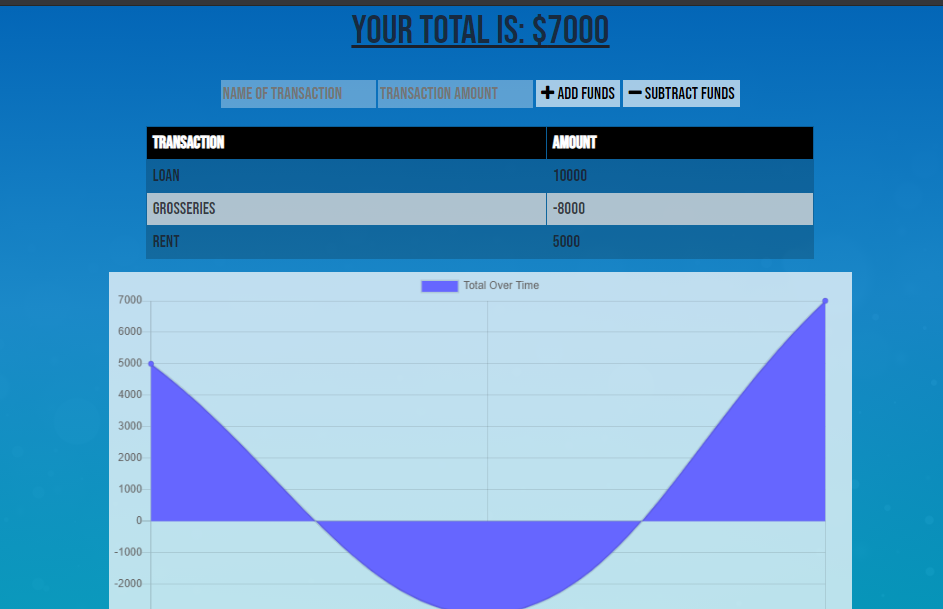 YOUR TOTAL IS: $7000
NAME OF TRANSACTION TRANSACTION AMOUNT + ADD FUNDS − SUBTRACT FUNDS
TRANSACTION AMOUNT
LOAN 10000
GROSSERIES -8000
RENT 5000
Total Over Time
7000
6000
5000
4000
3000
2000
1000
0
-1000
-2000